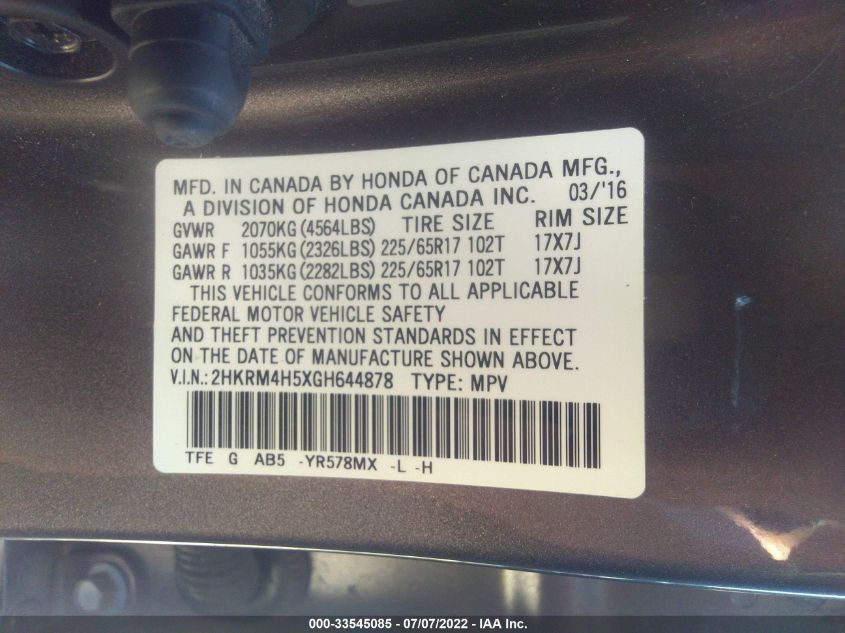 MFD. IN CANADA BY HONDA OF CANADA MFG.,
A DIVISION OF HONDA CANADA INC. 03/'16
GVWR 2070KG (4564LBS) TIRE SIZE RIM SIZE
GAWR F 1055KG (2326LBS) 225/65R17 102T 17X7J
GAWR R 1035KG (2282LBS) 225/65R17 102T 17X7J
THIS VEHICLE CONFORMS TO ALL APPLICABLE
FEDERAL MOTOR VEHICLE SAFETY
AND THEFT PREVENTION STANDARDS IN EFFECT
ON THE DATE OF MANUFACTURE SHOWN ABOVE.
V.I.N.: 2HKRM4H5XGH644878 TYPE: MPV
TFE G AB5 -YR578MX -L -H
000-33545085 - 07/07/2022 - IAA Inc.